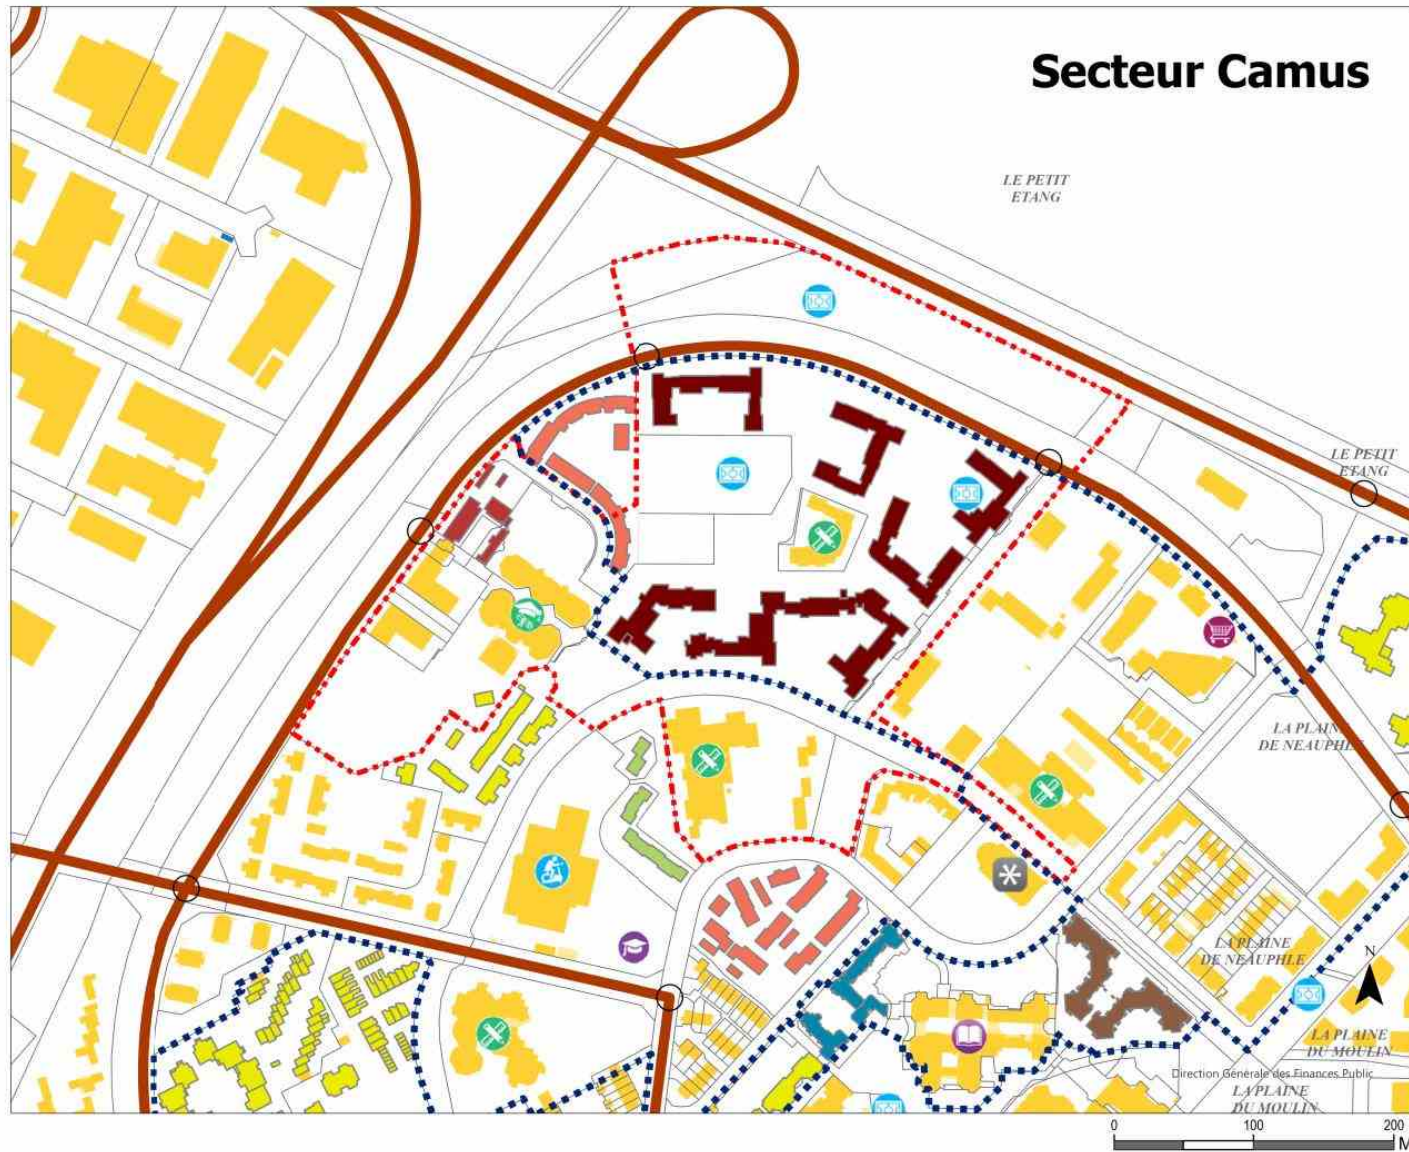 Secteur Camus
LE PETIT
ETANG
LE PETIT
ETANG
LA PLAINE
DE NEAUPHLE
LA PLAINE
DE NEAUPHLE
N
LA PLAINE
DU MOULIN
Direction Générale des Finances Public
LA PLAINE
DU MOULIN
0 100 200
M